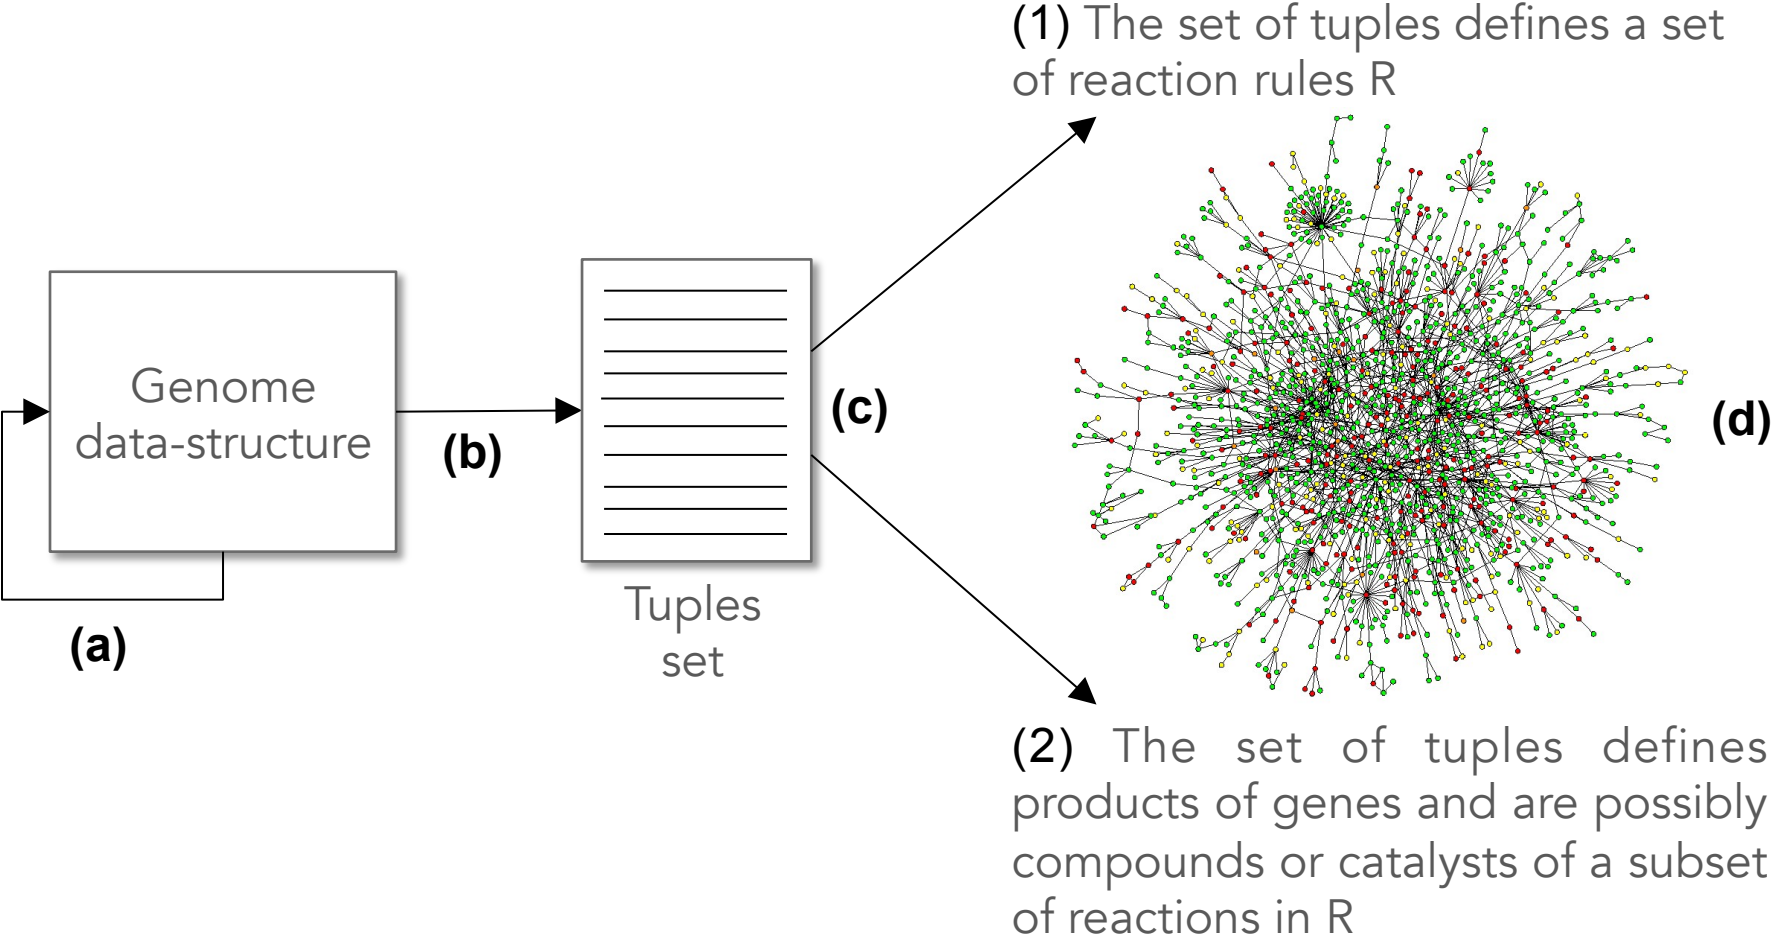 (1) The set of tuples defines a set
of reaction rules R
Genome
data-structure
(a)
(b)
Tuples
set
(c)
(d)
(2) The set of tuples defines
products of genes and are possibly
compounds or catalysts of a subset
of reactions in R